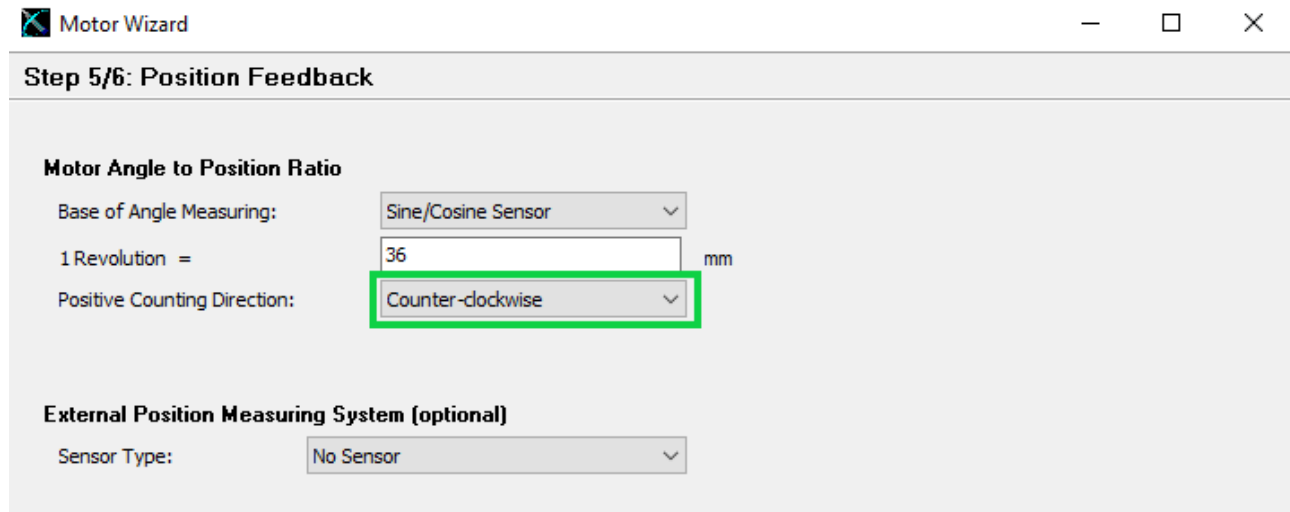 Motor Wizard
Step 5/6: Position Feedback
Motor Angle to Position Ratio
Base of Angle Measuring: Sine/Cosine Sensor
1 Revolution = 36 mm
Positive Counting Direction: Counter-clockwise
External Position Measuring System (optional)
Sensor Type: No Sensor